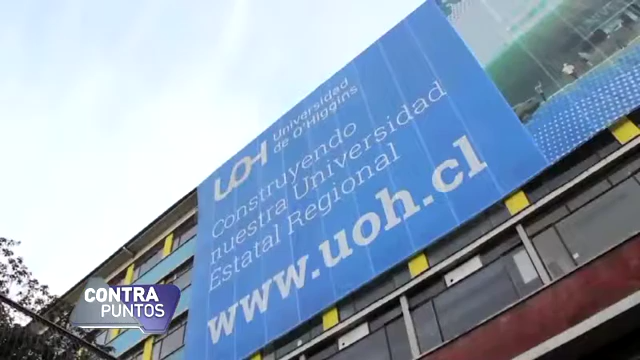 UOH Universidad
de O'Higgins
Construyendo
nuestra Universidad
Estatal Regional
www.uoh.cl
CONTRA
PUNTOS